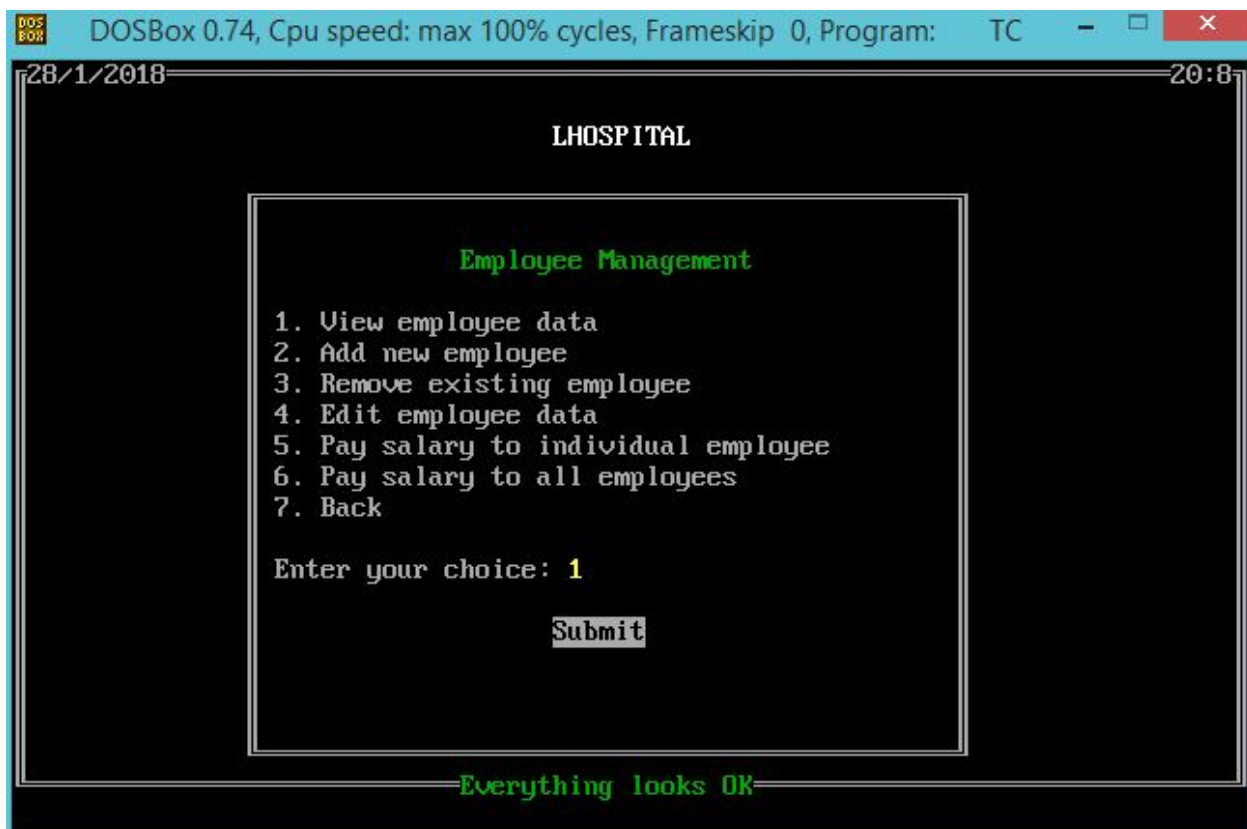 DOS
BOX
DOSBox 0.74, Cpu speed: max 100% cycles, Frameskip 0, Program: TC
28/1/2018 20:8
LHOSPITAL
Employee Management
1. View employee data
2. Add new employee
3. Remove existing employee
4. Edit employee data
5. Pay salary to individual employee
6. Pay salary to all employees
7. Back
Enter your choice: 1
Submit
Everything looks OK